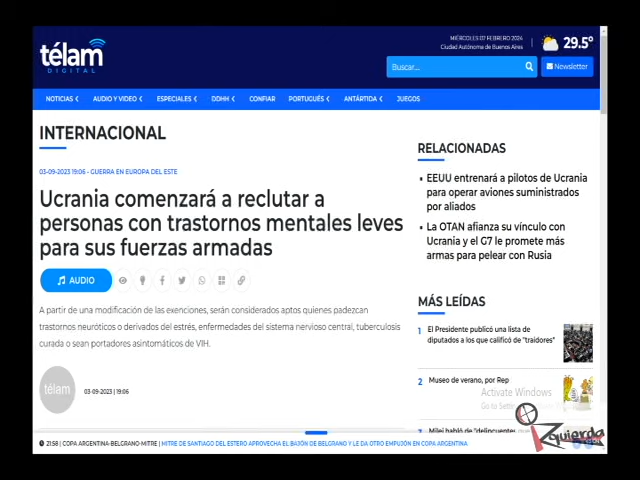 télam
DIGITAL
MIÉRCOLES 07 FEBRERO 2024
Ciudad Autónoma de Buenos Aires
29.5°
Buscar...
Newsletter
NOTICIAS
AUDIO Y VIDEO
ESPECIALES
DDHH
CONFIAR
PORTUGUÊS
ANTÁRTIDA
JUEGOS
INTERNACIONAL
03-09-2023 19:06 - GUERRA EN EUROPA DEL ESTE
Ucrania comenzará a reclutar a
personas con trastornos mentales leves
para sus fuerzas armadas
AUDIO
A partir de una modificación de las exenciones, serán considerados aptos quienes padezcan
trastornos neuróticos o derivados del estrés, enfermedades del sistema nervioso central, tuberculosis
curada o sean portadores asintomáticos de VIH.
télam
03-09-2023 | 19:06
RELACIONADAS
EEUU entrenará a pilotos de Ucrania
para operar aviones suministrados
por aliados
La OTAN afianza su vínculo con
Ucrania y el G7 le promete más
armas para pelear con Rusia
MÁS LEÍDAS
1 El Presidente publicó una lista de
diputados a los que calificó de "traidores"
2 Museo de verano, por Rep
Activate Windows
Go to
3 Milei habló de "delincuentes
Izquierda
21:58 | COPA ARGENTINA-BELGRANO-MITRE | MITRE DE SANTIAGO DEL ESTERO APROVECHA EL BAJÓN DE BELGRANO Y LE DA OTRO EMPUJÓN EN COPA ARGENTINA